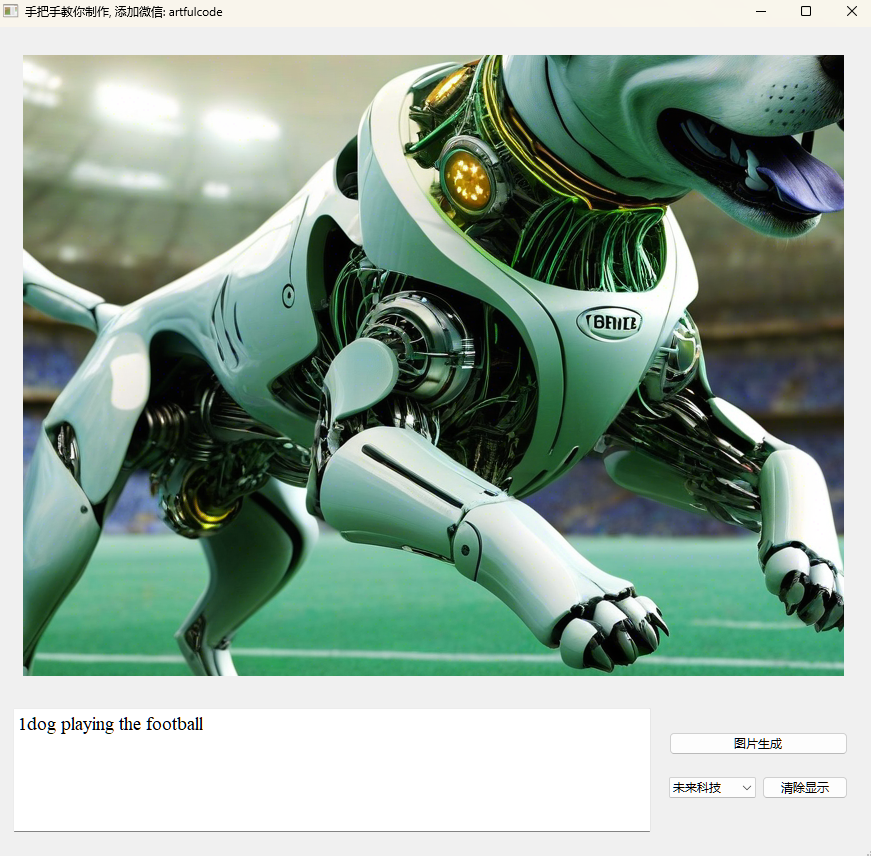 手把手教你制作, 添加微信: artfulcode
1dog playing the football
图片生成
未来科技
清除显示